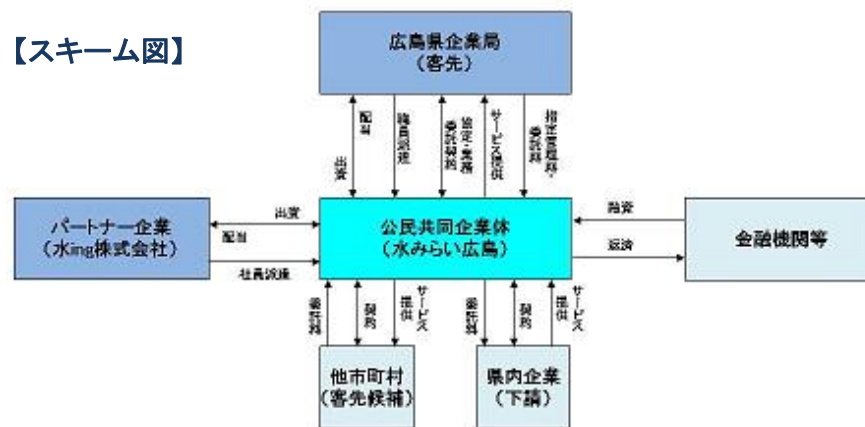 【スキーム図】
広島県企業局
(客先)
出資
配当
職員派遣
協定・業務
委託契約
サービス提供
指定管理料・
委託料
パートナー企業
(水ing株式会社)
出資
配当
社員派遣
公民共同企業体
(水みらい広島)
融資
返済
金融機関等
委託料
契約
サービス
提供
委託料
契約
サービス
提供
他市町村
(客先候補)
県内企業
(下請)